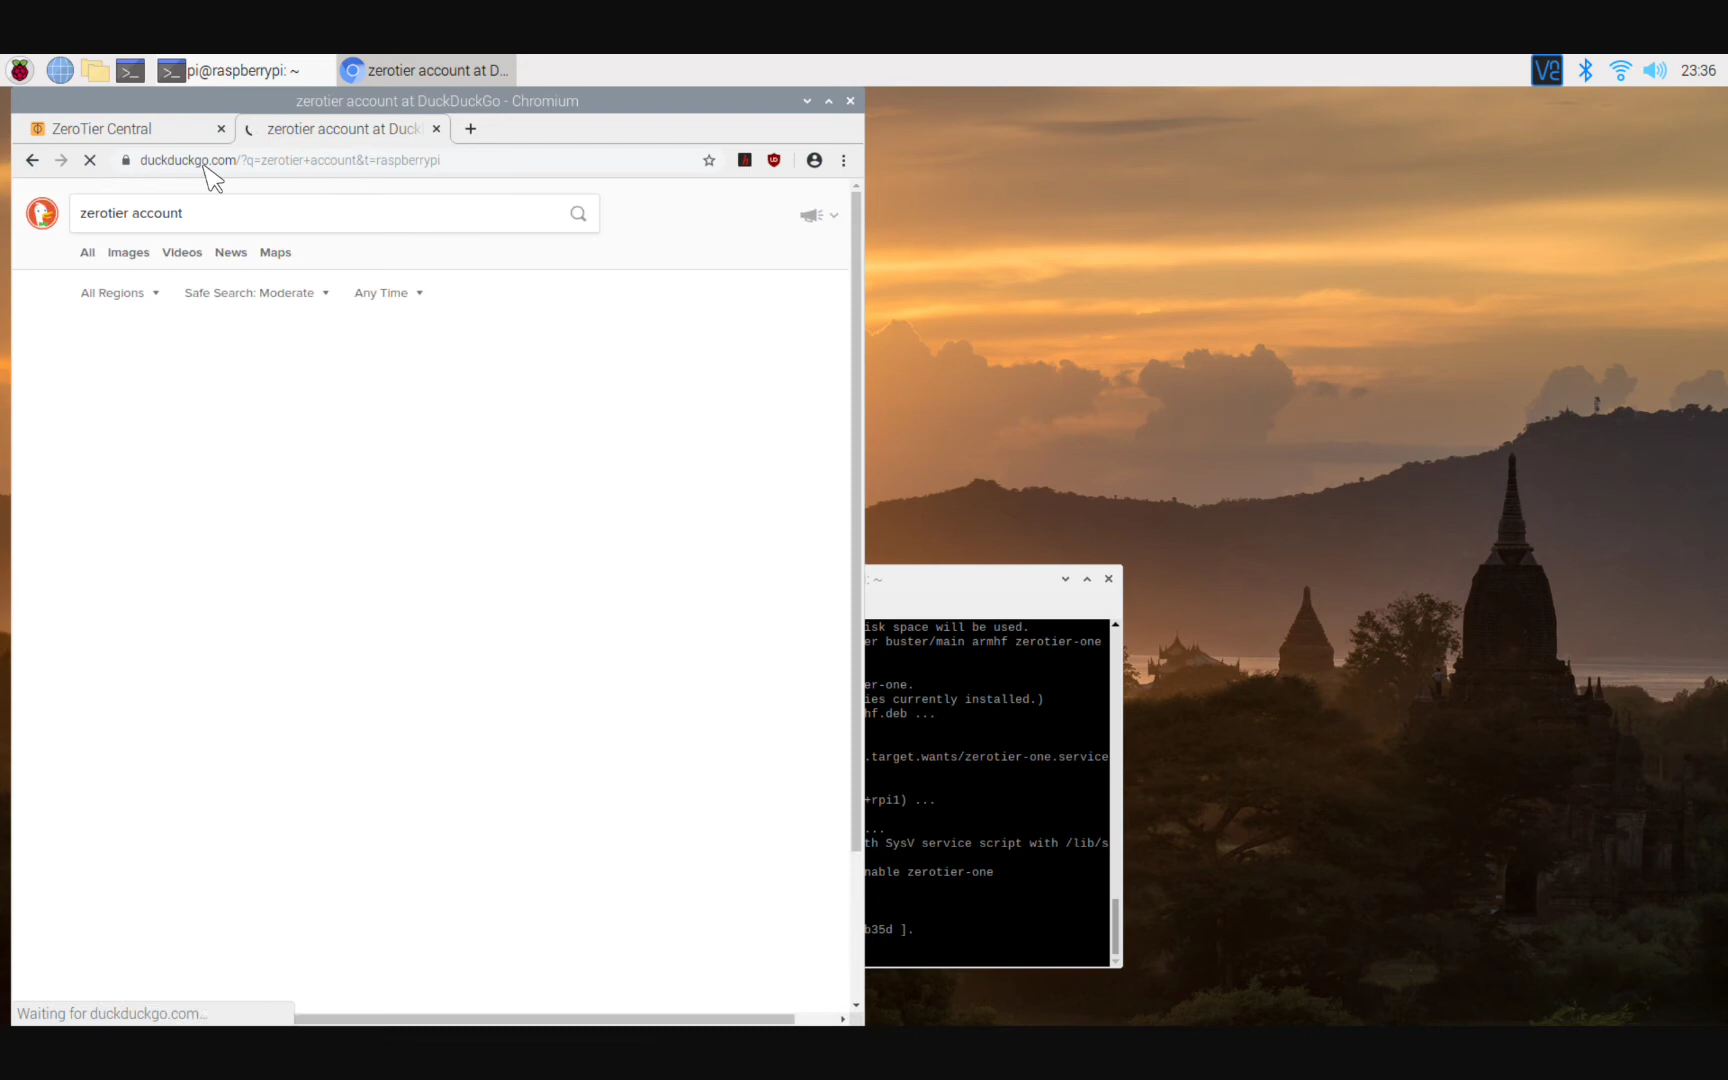 pi@raspberrypi: ~
zerotier account at D...
23:36
zerotier account at DuckDuckGo - Chromium
ZeroTier Central
zerotier account at Duck
duckduckgo.com/?q=zerotier+account&t=raspberrypi
zerotier account
All Images Videos News Maps
All Regions
Safe Search: Moderate
Any Time
: ~
isk space will be used.
er buster/main armhf zerotier-one
er-one.
ies currently installed.)
hf.deb ...
.target.wants/zerotier-one.service
+rpi1) ...
...
th SysV service script with /lib/s
nable zerotier-one
b35d ].
Waiting for duckduckgo.com...